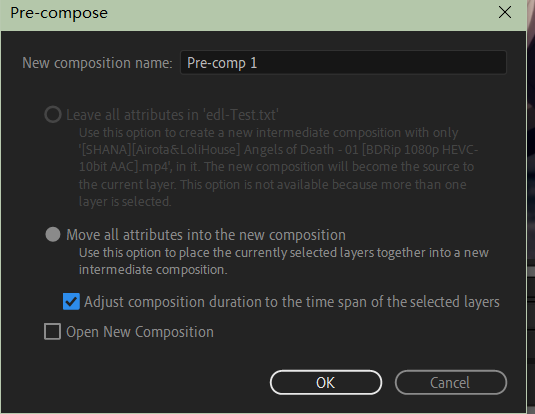 Pre-compose
New composition name: Pre-comp 1
Leave all attributes in 'edl-Test.txt'
Use this option to create a new intermediate composition with only
'[SHANA][Airota&LoliHouse] Angels of Death - 01 [BDRip 1080p HEVC-
10bit AAC].mp4', in it. The new composition will become the source to
the current layer. This option is not available because more than one
layer is selected.
Move all attributes into the new composition
Use this option to place the currently selected layers together into a new
intermediate composition.
Adjust composition duration to the time span of the selected layers
Open New Composition
OK Cancel